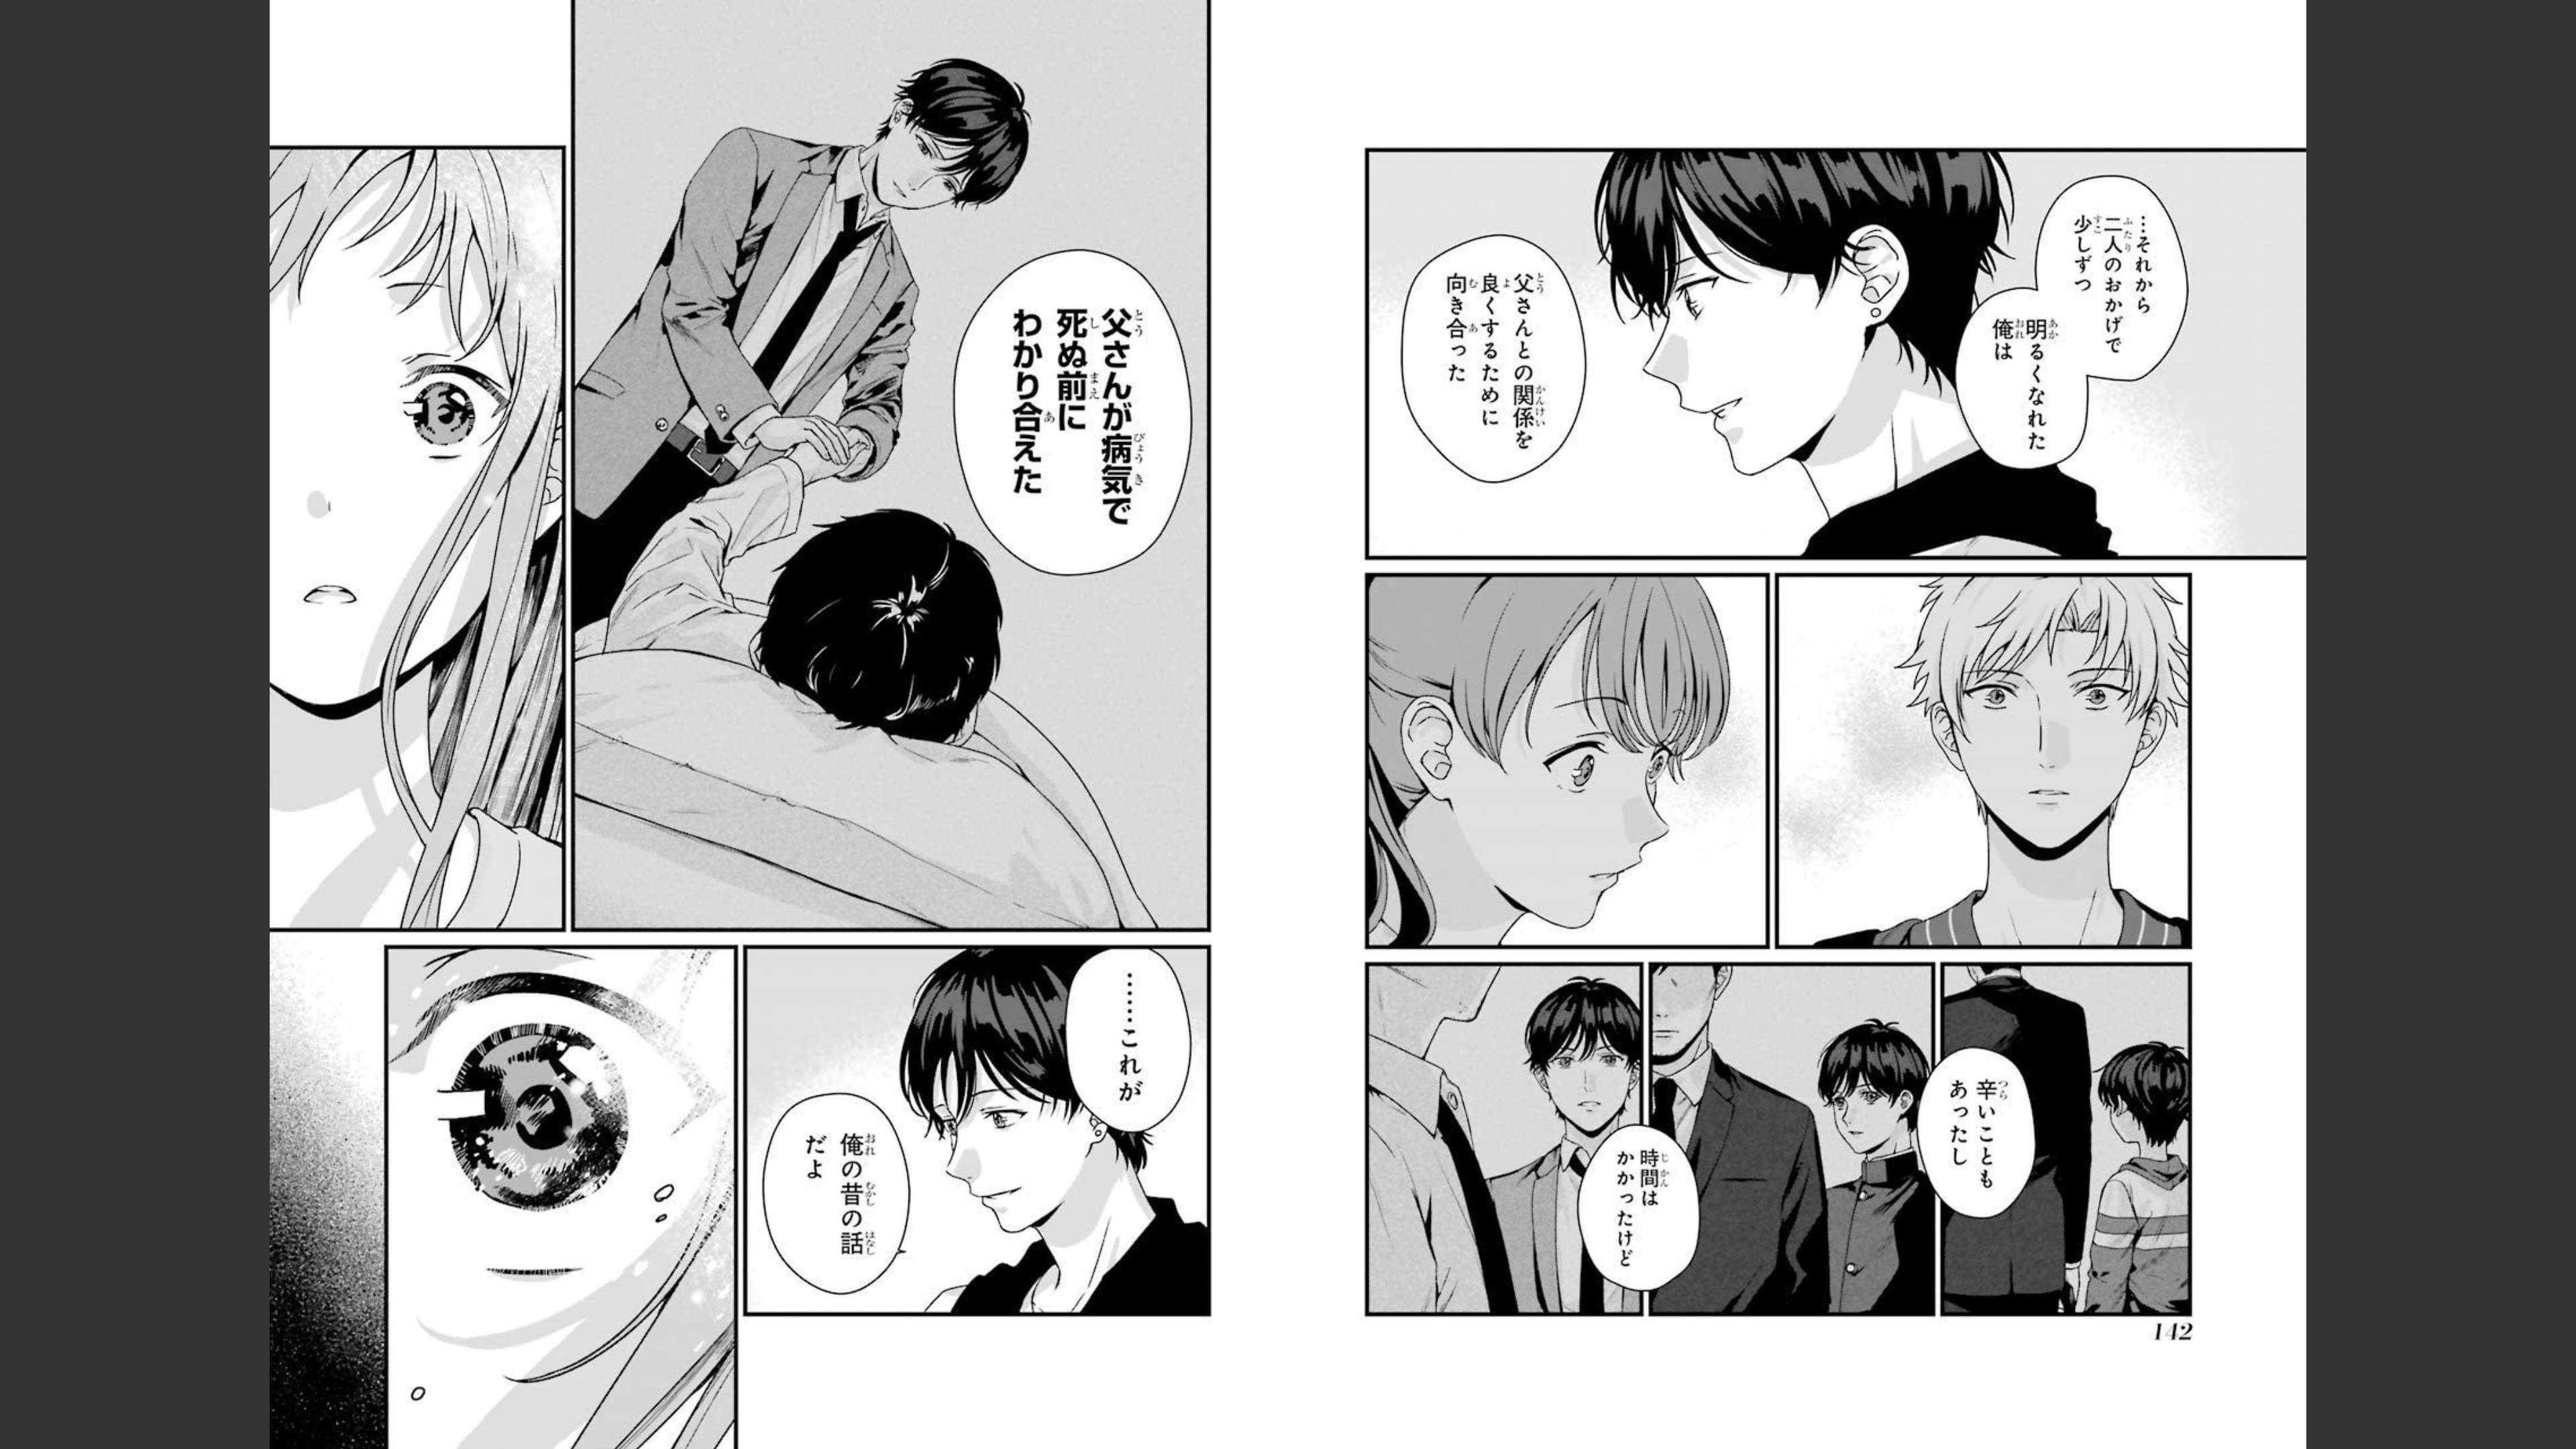 …それから
二人のおかげで
少しずつ
明るくなれた
俺は
父さんとの関係を
良くするために
向き合った
辛いことも
あったし
時間は
かかったけど
142
父さんが病気で
死ぬ前に
わかり合えた
……これが
俺の昔の話
だよ